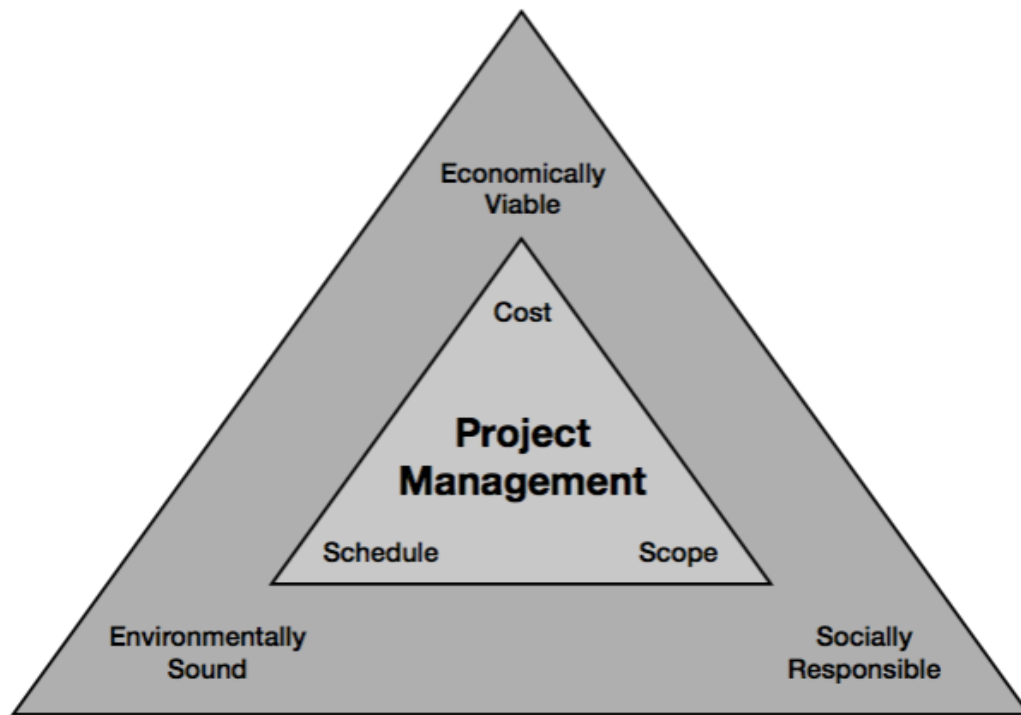 Economically
Viable
Cost
Project
Management
Schedule
Scope
Environmentally
Sound
Socially
Responsible